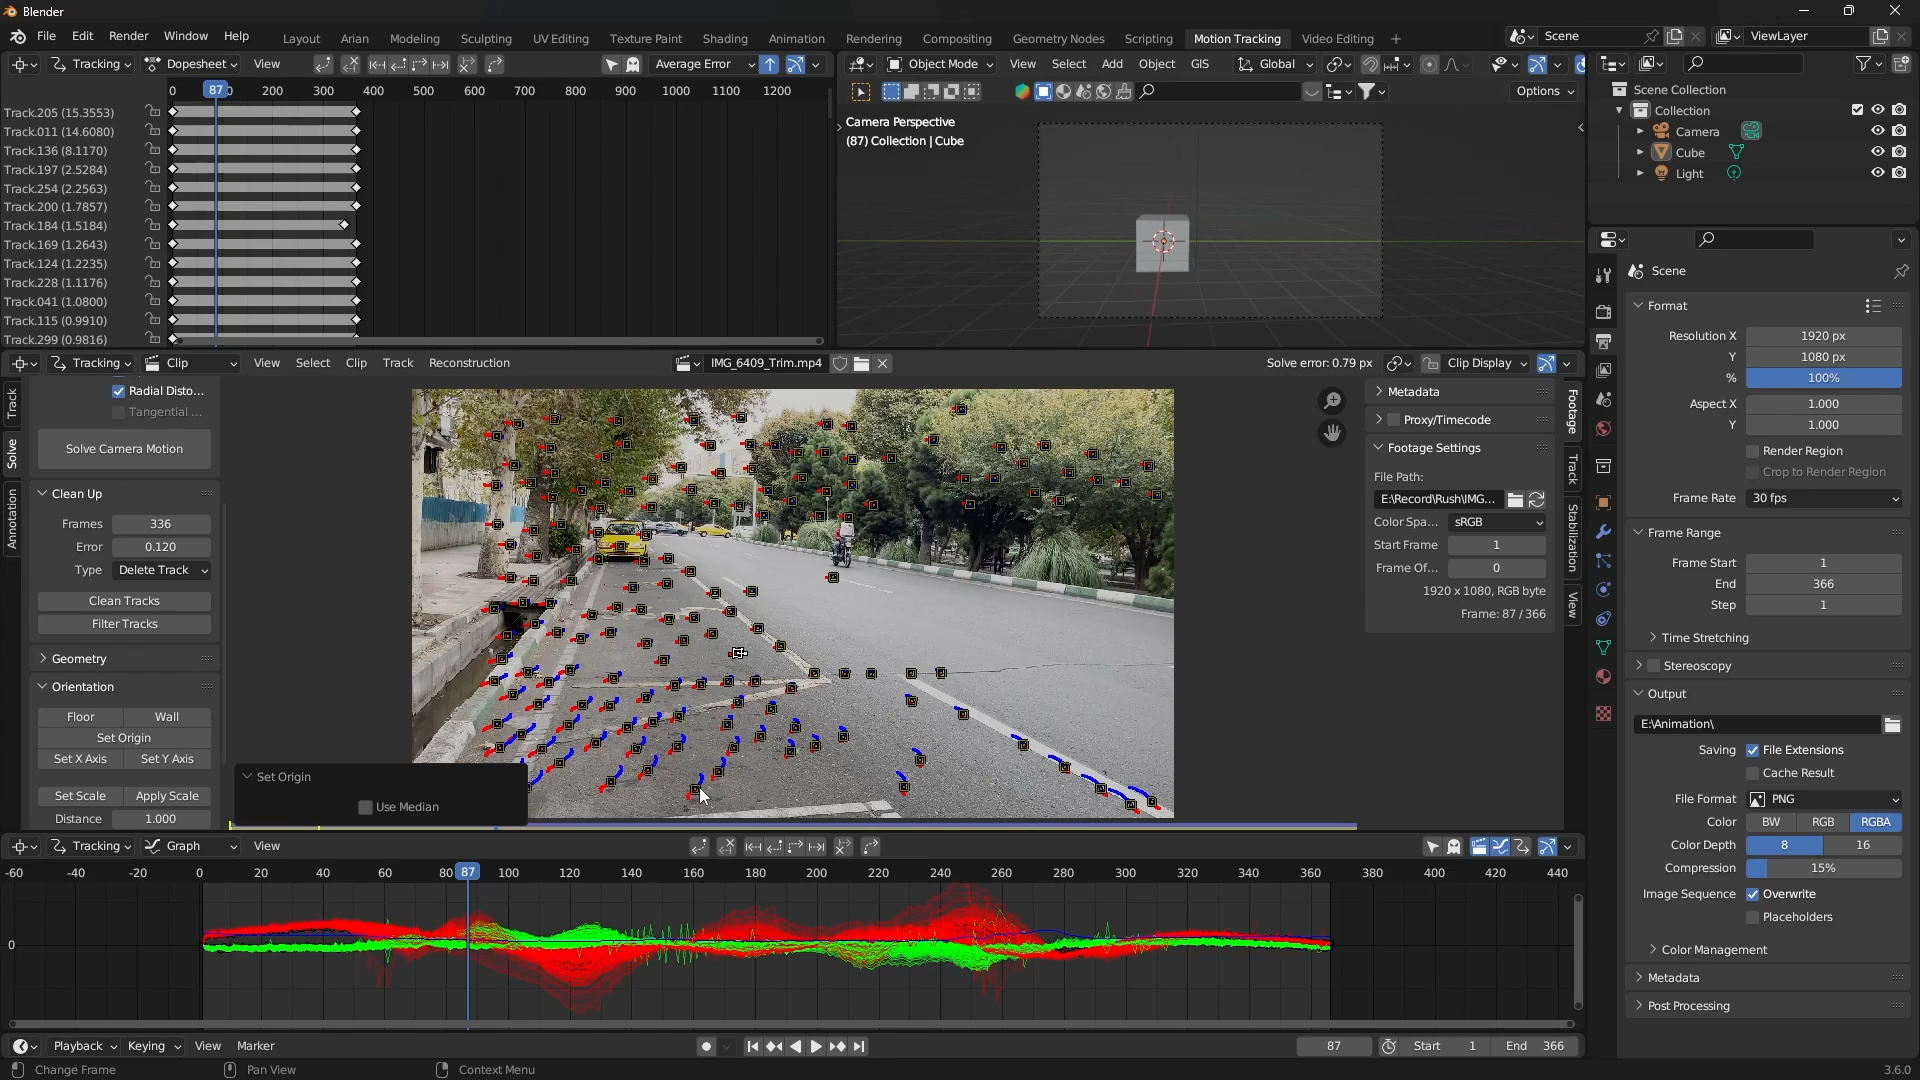 Blender
File Edit Render Window Help
Layout Arian Modeling Sculpting UV Editing Texture Paint Shading Animation Rendering Compositing Geometry Nodes Scripting Motion Tracking Video Editing +
Scene ViewLayer
Tracking Dopesheet View Average Error
0 87 200 300 400 500 600 700 800 900 1000 1100 1200
Track.205 (15.3553)
Track.011 (14.6080)
Track.136 (8.1170)
Track.197 (2.5284)
Track.254 (2.2563)
Track.200 (1.7857)
Track.184 (1.5184)
Track.169 (1.2643)
Track.124 (1.2235)
Track.228 (1.1176)
Track.041 (1.0800)
Track.115 (0.9910)
Track.299 (0.9816)
Object Mode View Select Add Object GIS Global
Options
Camera Perspective
(87) Collection | Cube
Scene Collection
Collection
Camera
Cube
Light
Tracking Clip View Select Clip Track Reconstruction IMG_6409_Trim.mp4 Solve error: 0.79 px Clip Display
Track
Solve
Annotation
Radial Disto...
Tangential ...
Solve Camera Motion
Clean Up
Frames 336
Error 0.120
Type Delete Track
Clean Tracks
Filter Tracks
Geometry
Orientation
Floor Wall
Set Origin
Set X Axis Set Y Axis
Set Scale Apply Scale
Distance 1.000
Set Origin
Use Median
Metadata
Proxy/Timecode
Footage Settings
File Path:
E:\Record\Rush\IMG...
Color Spa... sRGB
Start Frame 1
Frame Of... 0
1920 x 1080, RGB byte
Frame: 87 / 366
Footage
Track
Stabilization
View
Scene
Format
Resolution X 1920 px
Y 1080 px
% 100%
Aspect X 1.000
Y 1.000
Render Region
Crop to Render Region
Frame Rate 30 fps
Frame Range
Frame Start 1
End 366
Step 1
Time Stretching
Stereoscopy
Output
E:\Animation\
Saving File Extensions
Cache Result
File Format PNG
Color BW RGB RGBA
Color Depth 8 16
Compression 15%
Image Sequence Overwrite
Placeholders
Color Management
Metadata
Post Processing
Tracking Graph View
-60 -40 -20 0 20 40 60 80 87 100 120 140 160 180 200 220 240 260 280 300 320 340 360 380 400 420 440
0
Playback Keying View Marker 87 Start 1 End 366
Change Frame Pan View Context Menu 3.6.0